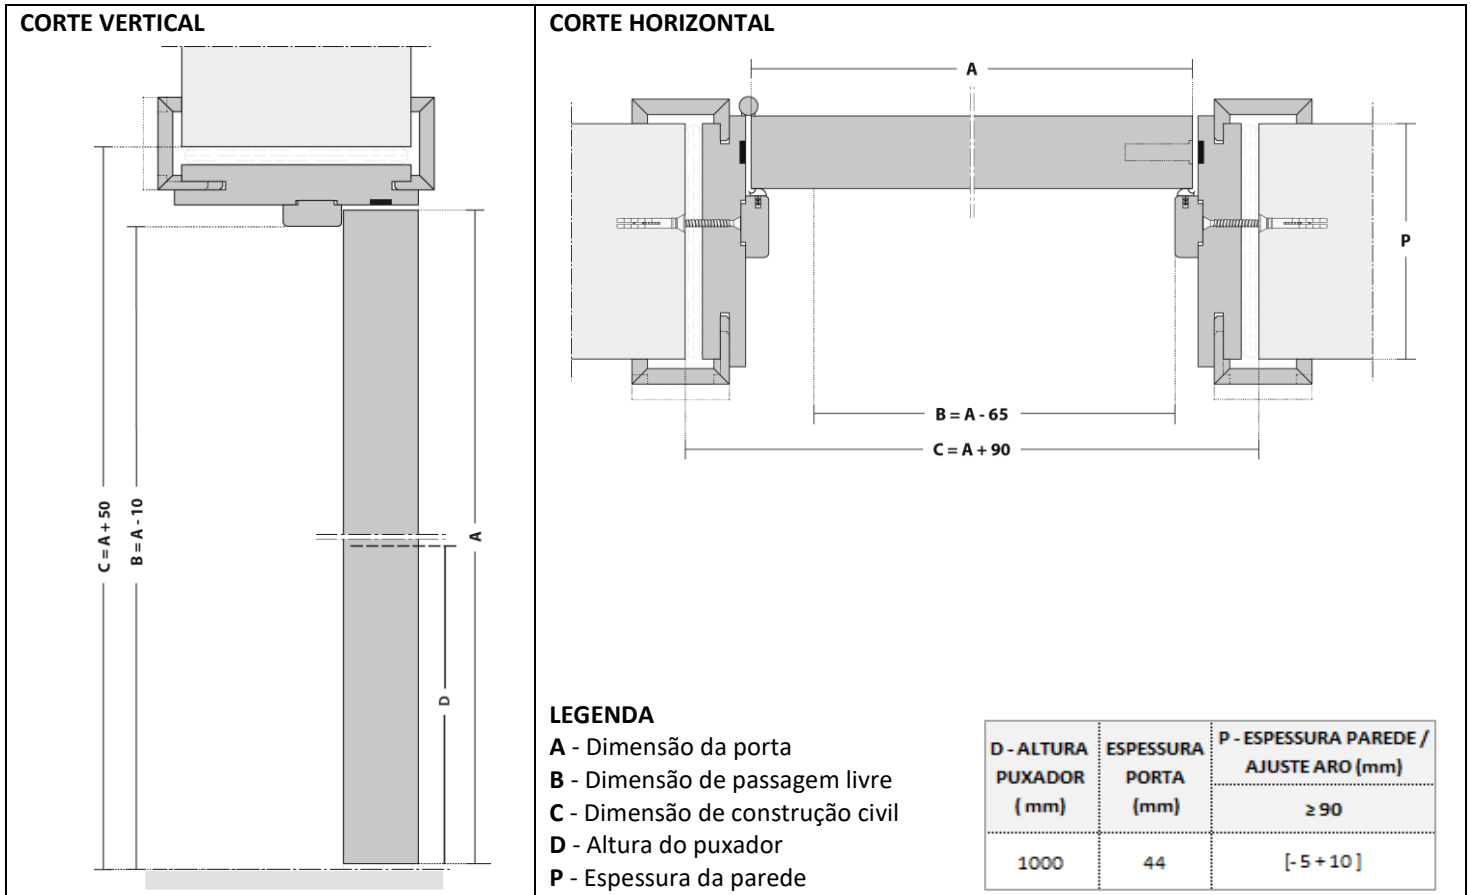 CORTE VERTICAL
C = A + 50
B = A - 10
A
D
CORTE HORIZONTAL
A
P
B = A - 65
C = A + 90
LEGENDA
A - Dimensão da porta
B - Dimensão de passagem livre
C - Dimensão de construção civil
D - Altura do puxador
P - Espessura da parede
D - ALTURA
PUXADOR
( mm)
ESPESSURA
PORTA
(mm)
P - ESPESSURA PAREDE /
AJUSTE ARO (mm)
≥ 90
1000
44
[- 5 + 10 ]